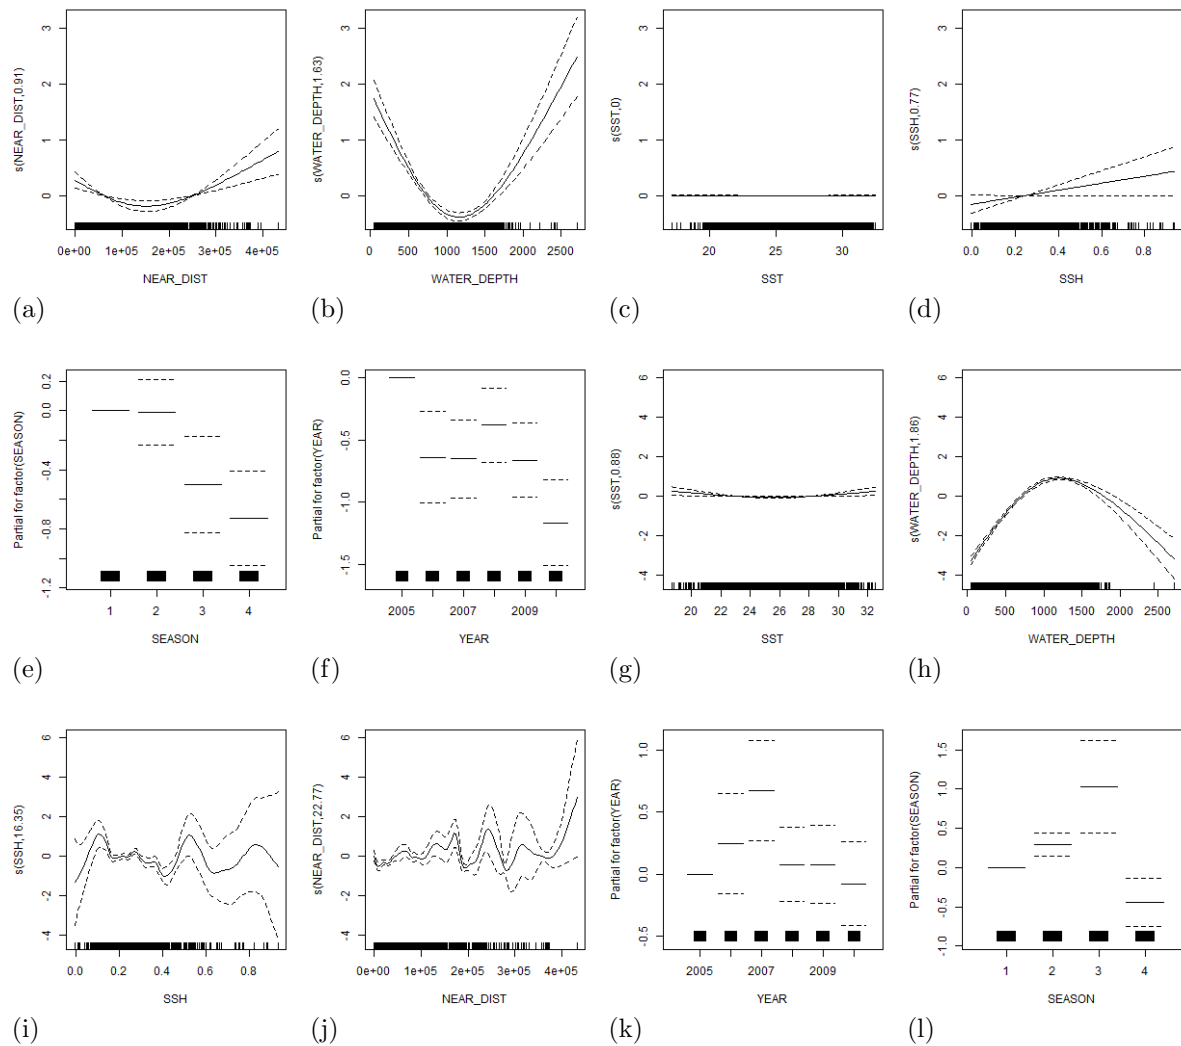 s(NEAR_DIST,0.91)
3
2
1
0
0e+00 1e+05 2e+05 3e+05 4e+05
NEAR_DIST
(a)
s(WATER_DEPTH,1.63)
3
2
1
0
0 500 1000 1500 2000 2500
WATER_DEPTH
(b)
s(SST,0)
3
2
1
0
20 25 30
SST
(c)
s(SSH,0.77)
3
2
1
0
0.0 0.2 0.4 0.6 0.8
SSH
(d)
Partial for factor(SEASON)
0.2
0.0
-0.4
-0.8
-1.2
1 2 3 4
SEASON
(e)
Partial for factor(YEAR)
0.0
-0.5
-1.0
-1.5
2005 2007 2009
YEAR
(f)
s(SST,0.88)
6
4
2
0
-2
-4
20 22 24 26 28 30 32
SST
(g)
s(WATER_DEPTH,1.86)
6
4
2
0
-2
-4
0 500 1000 1500 2000 2500
WATER_DEPTH
(h)
s(SSH,16.35)
6
4
2
0
-2
-4
0.0 0.2 0.4 0.6 0.8
SSH
(i)
s(NEAR_DIST,22.77)
6
4
2
0
-2
-4
0e+00 1e+05 2e+05 3e+05 4e+05
NEAR_DIST
(j)
Partial for factor(YEAR)
1.0
0.5
0.0
-0.5
2005 2007 2009
YEAR
(k)
Partial for factor(SEASON)
1.5
1.0
0.5
0.0
-0.5
-1.0
1 2 3 4
SEASON
(l)